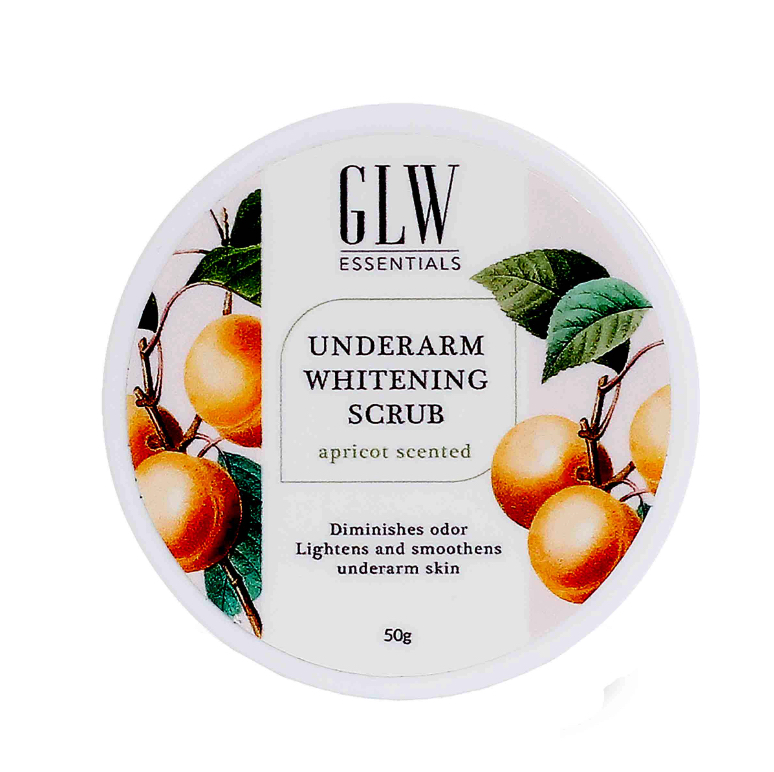 GLW
ESSENTIALS
UNDERARM
WHITENING
SCRUB
apricot scented
Diminishes odor
Lightens and smoothens
underarm skin
50g